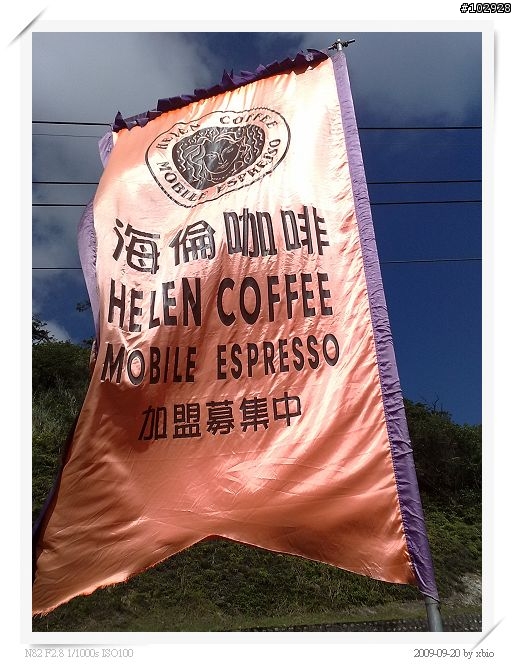 #102928
HELEN COFFEE
MOBILE ESPRESSO
海倫咖啡
HELEN COFFEE
MOBILE ESPRESSO
加盟募集中
N82 F2.8 1/1000s ISO100
2009-09-20 by xbio